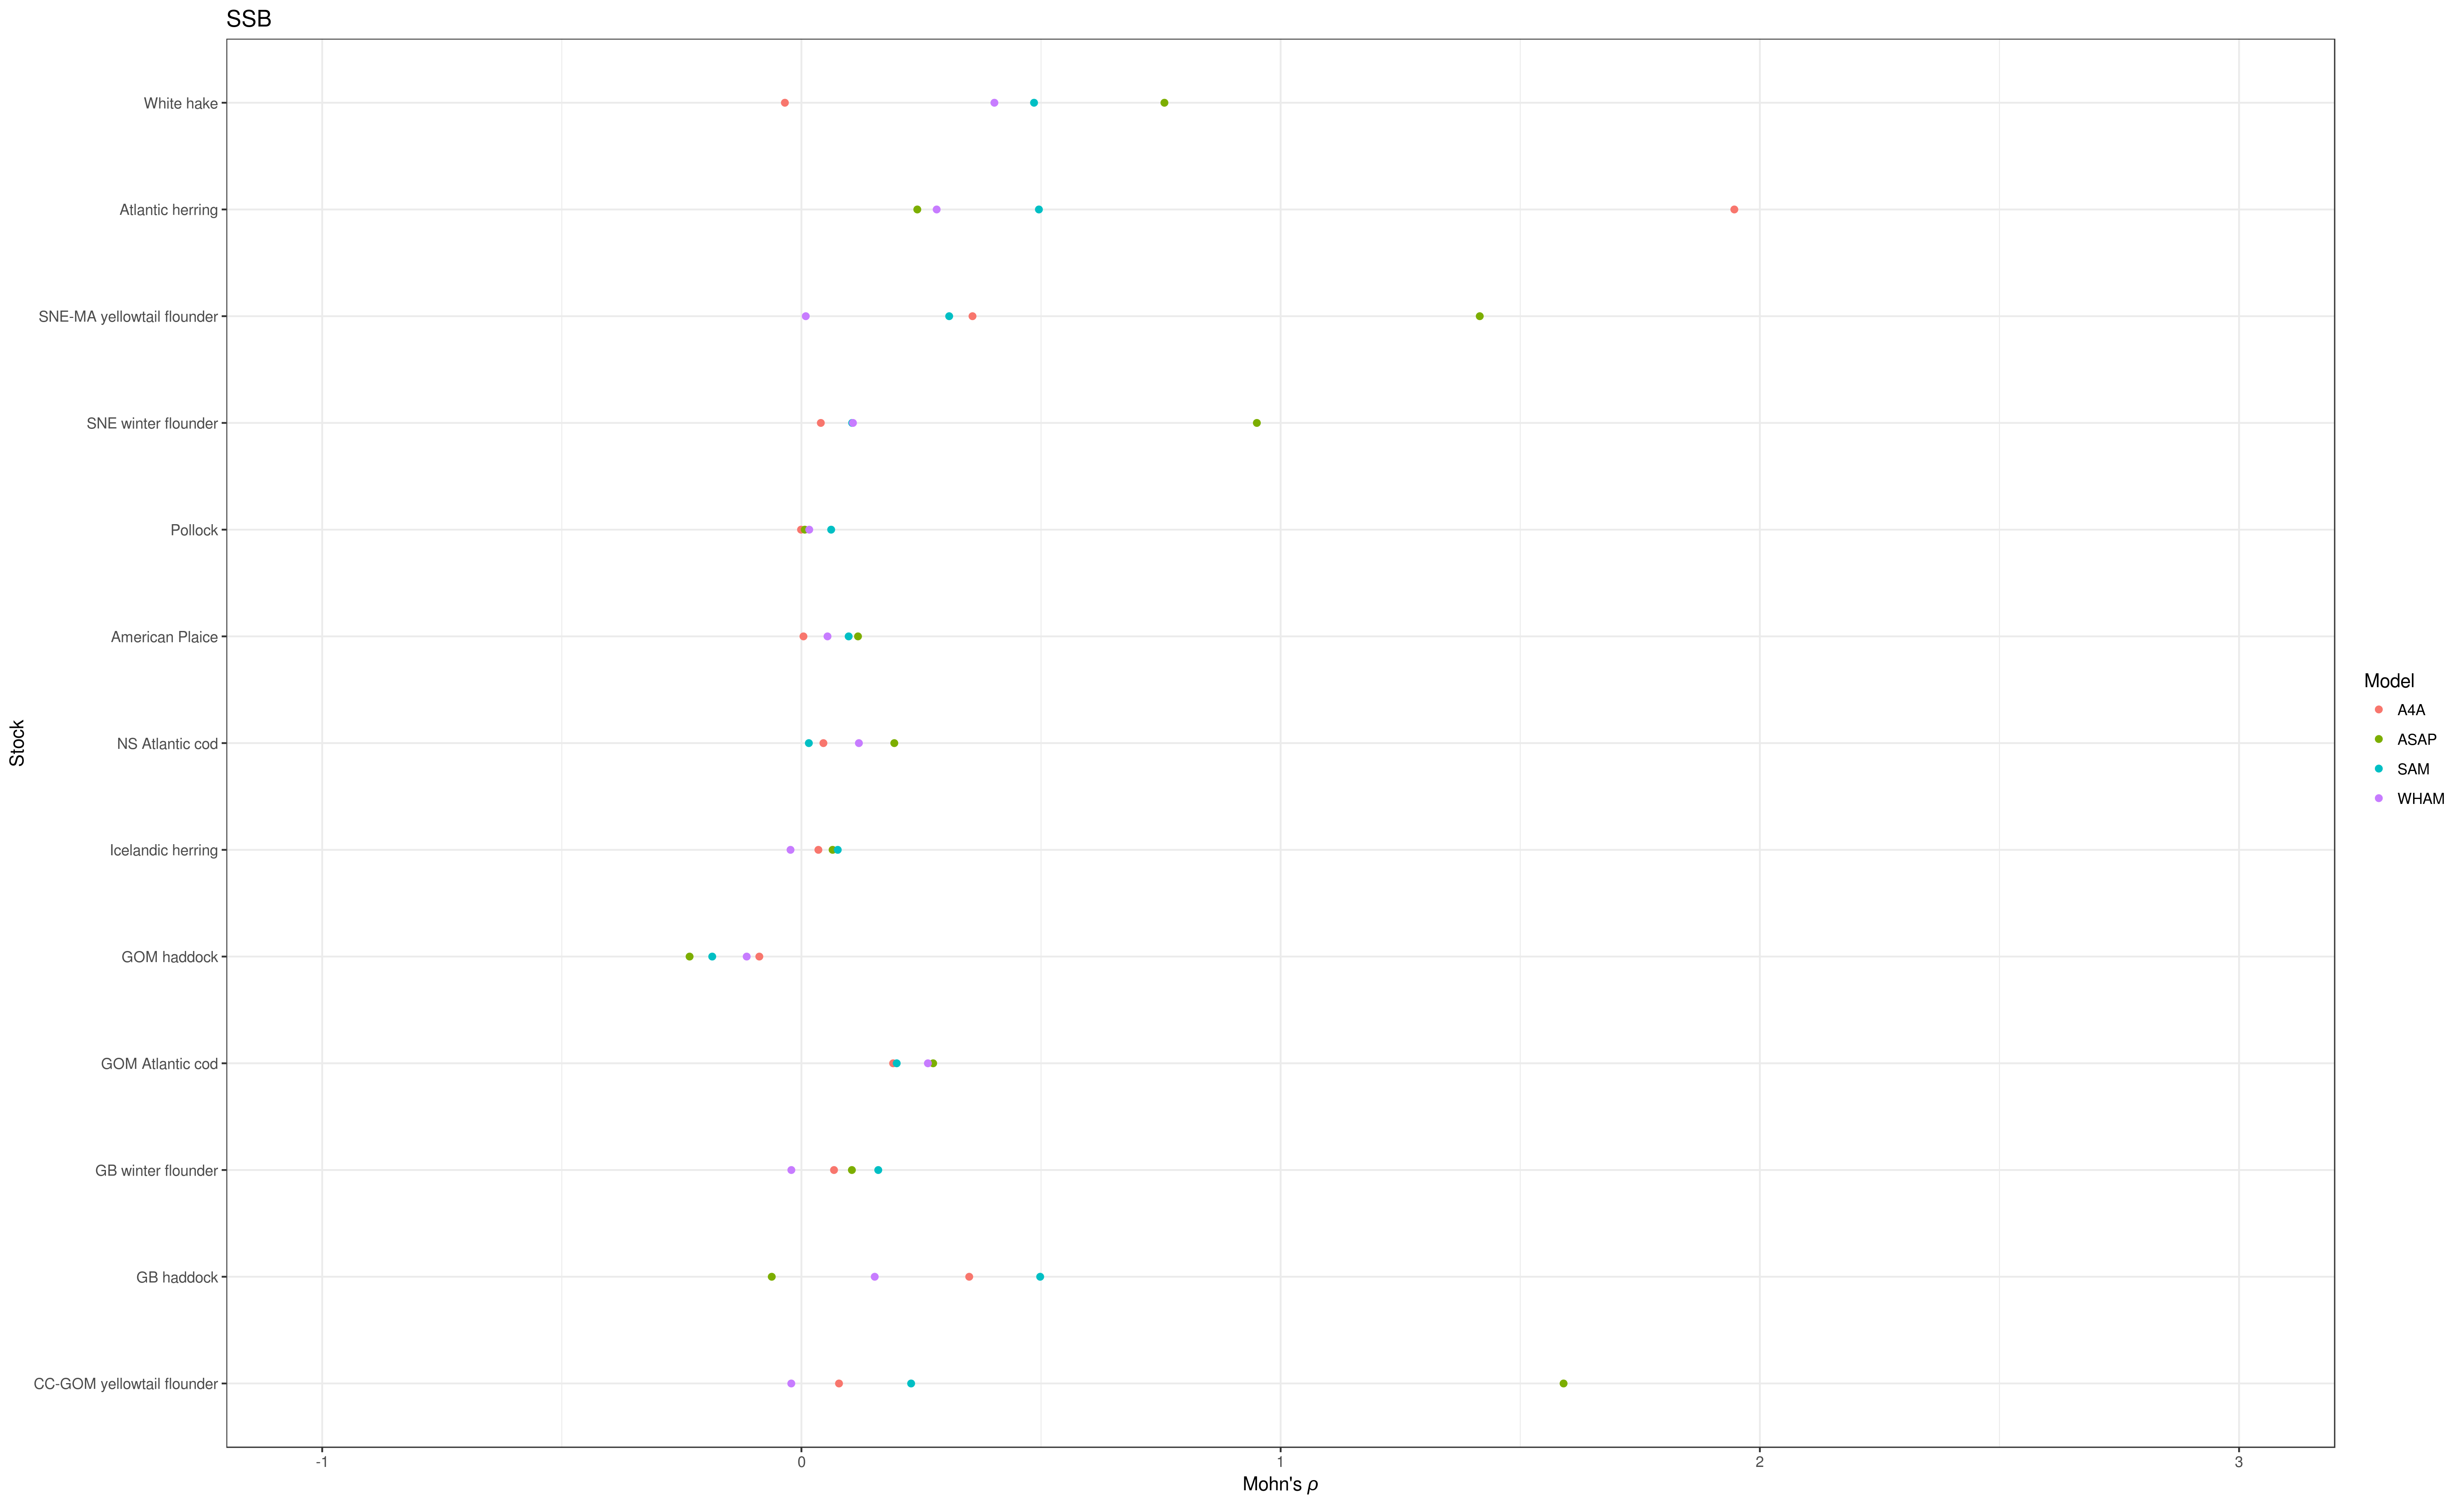 SSB
White hake
Atlantic herring
SNE-MA yellowtail flounder
SNE winter flounder
Pollock
American Plaice
NS Atlantic cod
Icelandic herring
GOM haddock
GOM Atlantic cod
GB winter flounder
GB haddock
CC-GOM yellowtail flounder
Stock
-1 0 1 2 3
Mohn's ρ
Model
A4A
ASAP
SAM
WHAM